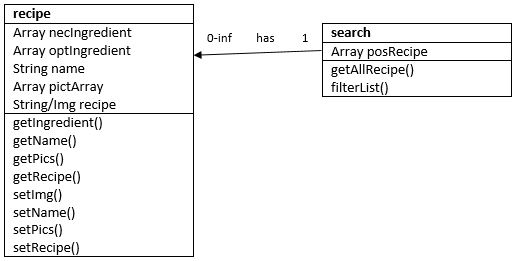 recipe
Array necIngredient
Array optIngredient
String name
Array pictArray
String/Img recipe
getIngredient()
getName()
getPics()
getRecipe()
setImg()
setName()
setPics()
setRecipe()
0-inf has 1
search
Array posRecipe
getAllRecipe()
filterList()